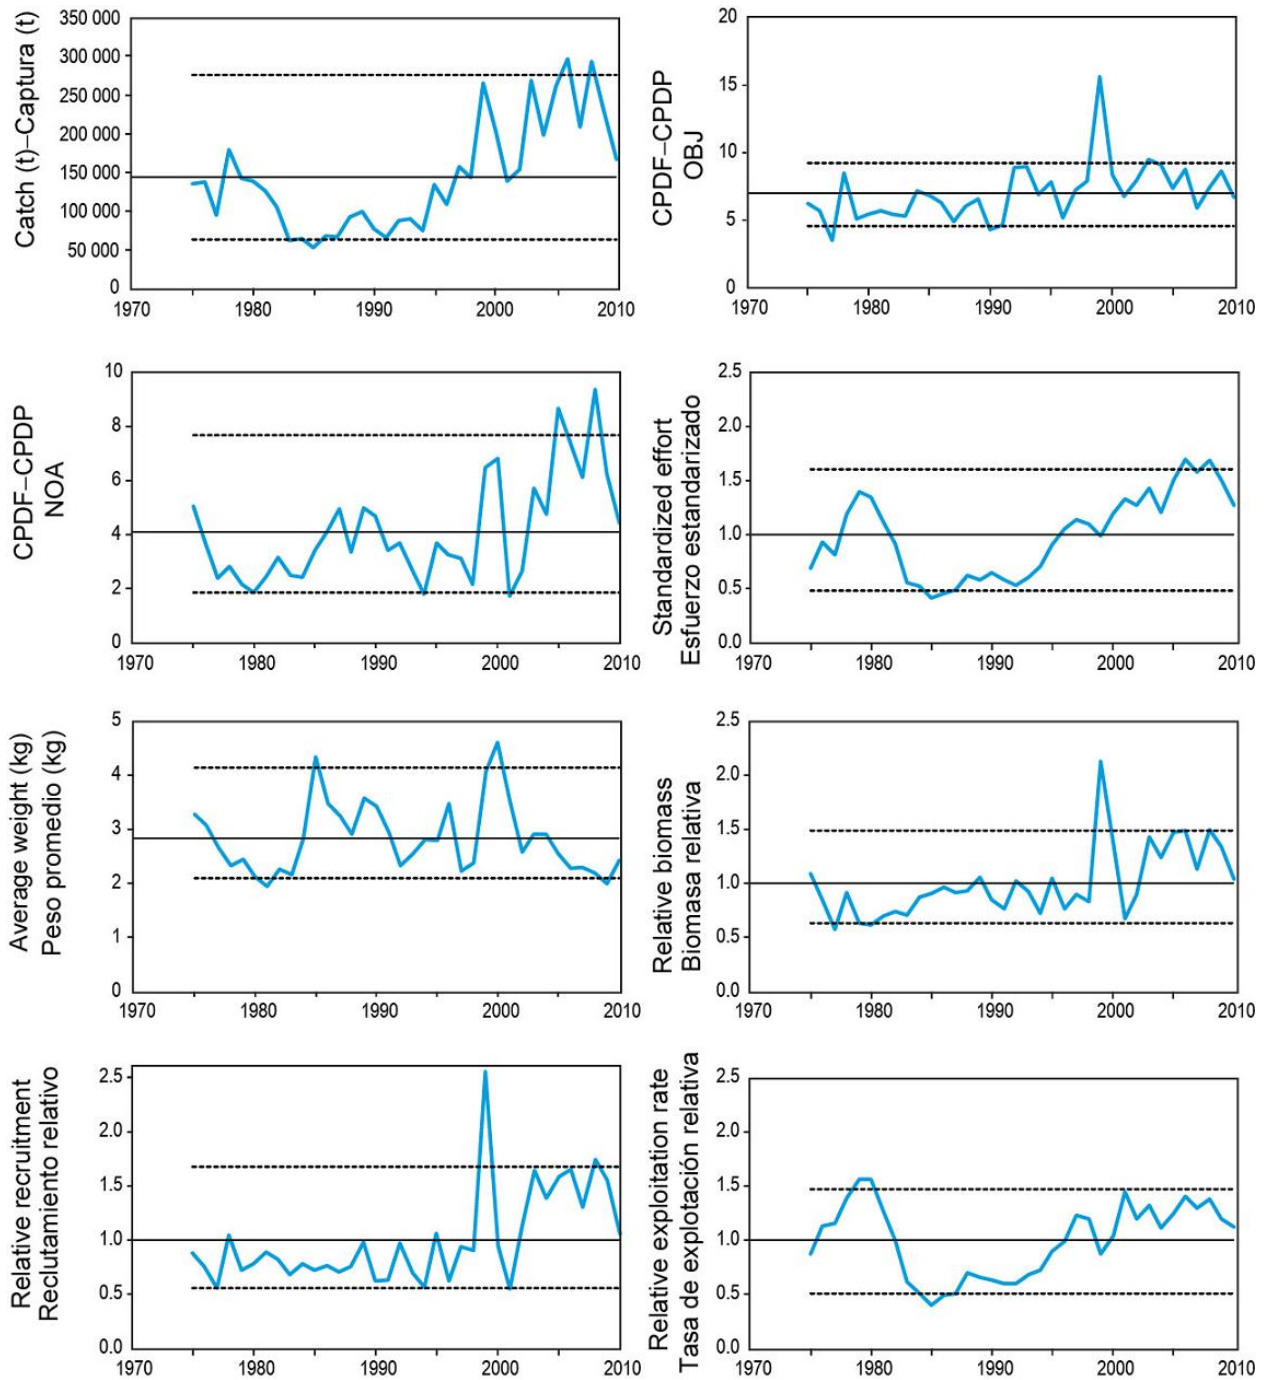 Catch (t)–Captura (t)
350 000
300 000
250 000
200 000
150 000
100 000
50 000
0
1970 1980 1990 2000 2010
CPDF–CPDP
OBJ
20
15
10
5
0
1970 1980 1990 2000 2010
CPDF–CPDP
NOA
10
8
6
4
2
0
1970 1980 1990 2000 2010
Standardized effort
Esfuerzo estandarizado
2.5
2.0
1.5
1.0
0.5
0.0
1970 1980 1990 2000 2010
Average weight (kg)
Peso promedio (kg)
5
4
3
2
1
0
1970 1980 1990 2000 2010
Relative biomass
Biomasa relativa
2.5
2.0
1.5
1.0
0.5
0.0
1970 1980 1990 2000 2010
Relative recruitment
Reclutamiento relativo
2.5
2.0
1.5
1.0
0.5
0.0
1970 1980 1990 2000 2010
Relative exploitation rate
Tasa de explotación relativa
2.5
2.0
1.5
1.0
0.5
0.0
1970 1980 1990 2000 2010